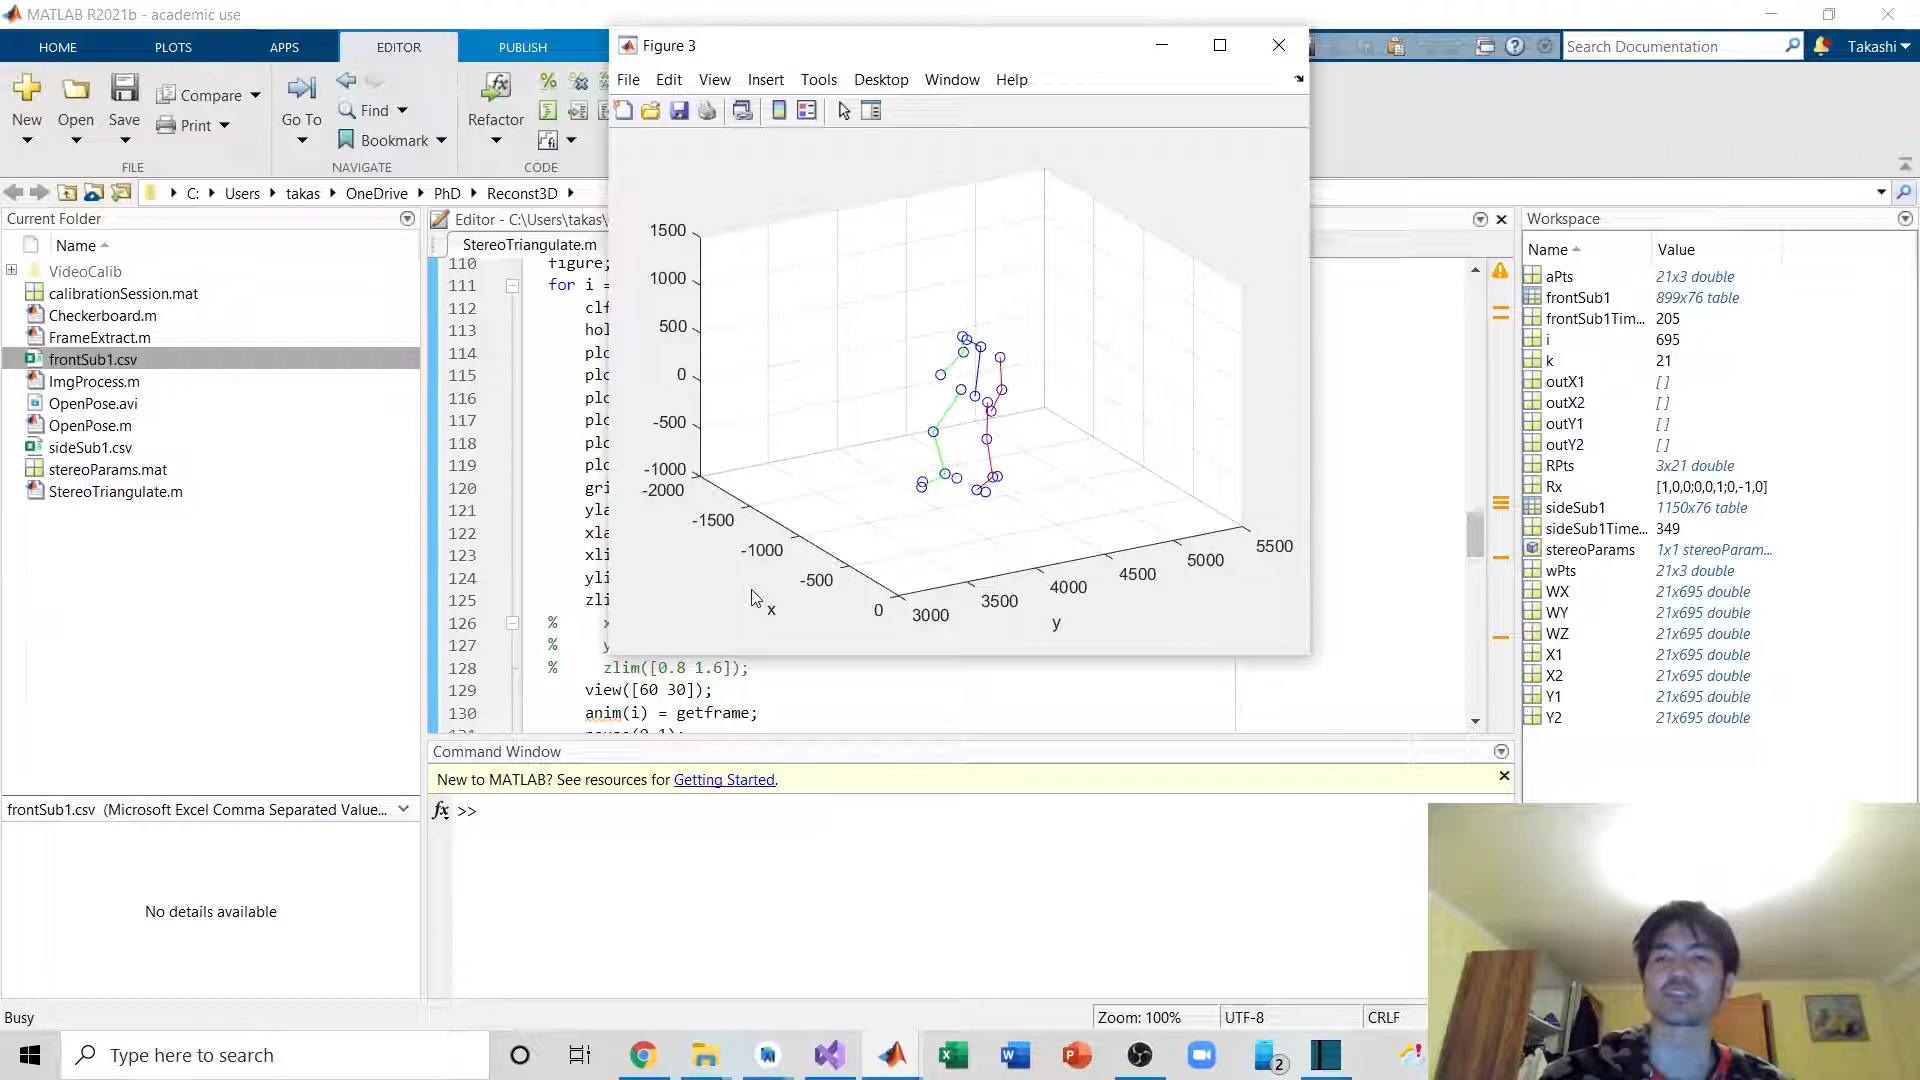 MATLAB R2021b - academic use
HOME
PLOTS
APPS
EDITOR
PUBLISH
Search Documentation
Takashi
New
Open
Save
Compare
Print
Go To
Find
Bookmark
Refactor
FILE
NAVIGATE
CODE
C:
Users
takas
OneDrive
PhD
Reconst3D
Figure 3
File
Edit
View
Insert
Tools
Desktop
Window
Help
1500
1000
500
0
-500
-1000
-2000
-1500
-1000
-500
0
x
3000
3500
4000
4500
5000
5500
y
Current Folder
Name
VideoCalib
calibrationSession.mat
Checkerboard.m
FrameExtract.m
frontSub1.csv
ImgProcess.m
OpenPose.avi
OpenPose.m
sideSub1.csv
stereoParams.mat
StereoTriangulate.m
frontSub1.csv (Microsoft Excel Comma Separated Value...
No details available
Editor - C:\Users\takas\
StereoTriangulate.m
110 figure;
111 for i =
112 clf
113 hol
114 plo
115 plo
116 plo
117 plo
118 plo
119 plo
120 gri
121 yla
122 xla
123 xli
124 yli
125 zli
126 % x
127 % y
128 % zlim([0.8 1.6]);
129 view([60 30]);
130 anim(i) = getframe;
Command Window
New to MATLAB? See resources for Getting Started.
fx >>
Workspace
Name Value
aPts 21x3 double
frontSub1 899x76 table
frontSub1Tim... 205
i 695
k 21
outX1 []
outX2 []
outY1 []
outY2 []
RPts 3x21 double
Rx [1,0,0;0,0,1;0,-1,0]
sideSub1 1150x76 table
sideSub1Time... 349
stereoParams 1x1 stereoParam...
wPts 21x3 double
WX 21x695 double
WY 21x695 double
WZ 21x695 double
X1 21x695 double
X2 21x695 double
Y1 21x695 double
Y2 21x695 double
Busy
Zoom: 100%
UTF-8
CRLF
Type here to search
2